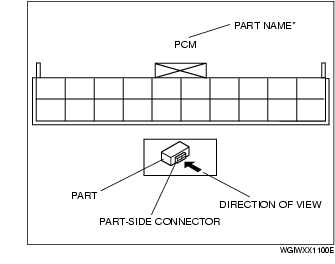 PART NAME*
PCM
PART
DIRECTION OF VIEW
PART-SIDE CONNECTOR
WGIWXX1100E